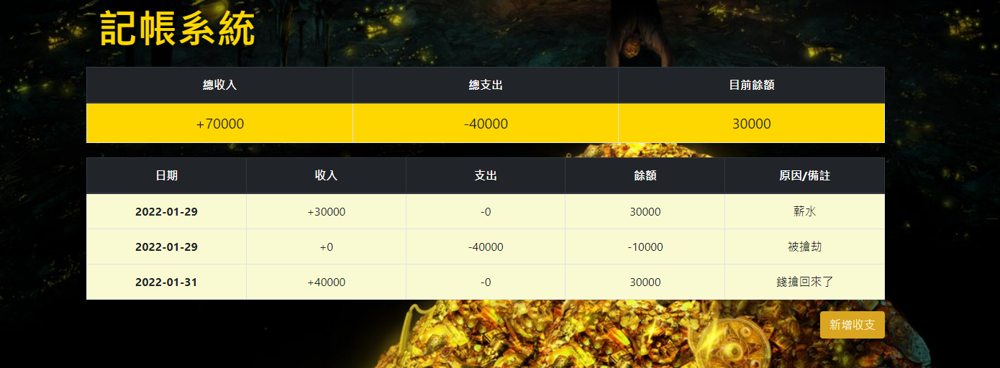 記帳系統
總收入 總支出 目前餘額
+70000 -40000 30000
日期 收入 支出 餘額 原因/備註
2022-01-29 +30000 -0 30000 薪水
2022-01-29 +0 -40000 -10000 被搶劫
2022-01-31 +40000 -0 30000 錢搶回來了
新增收支